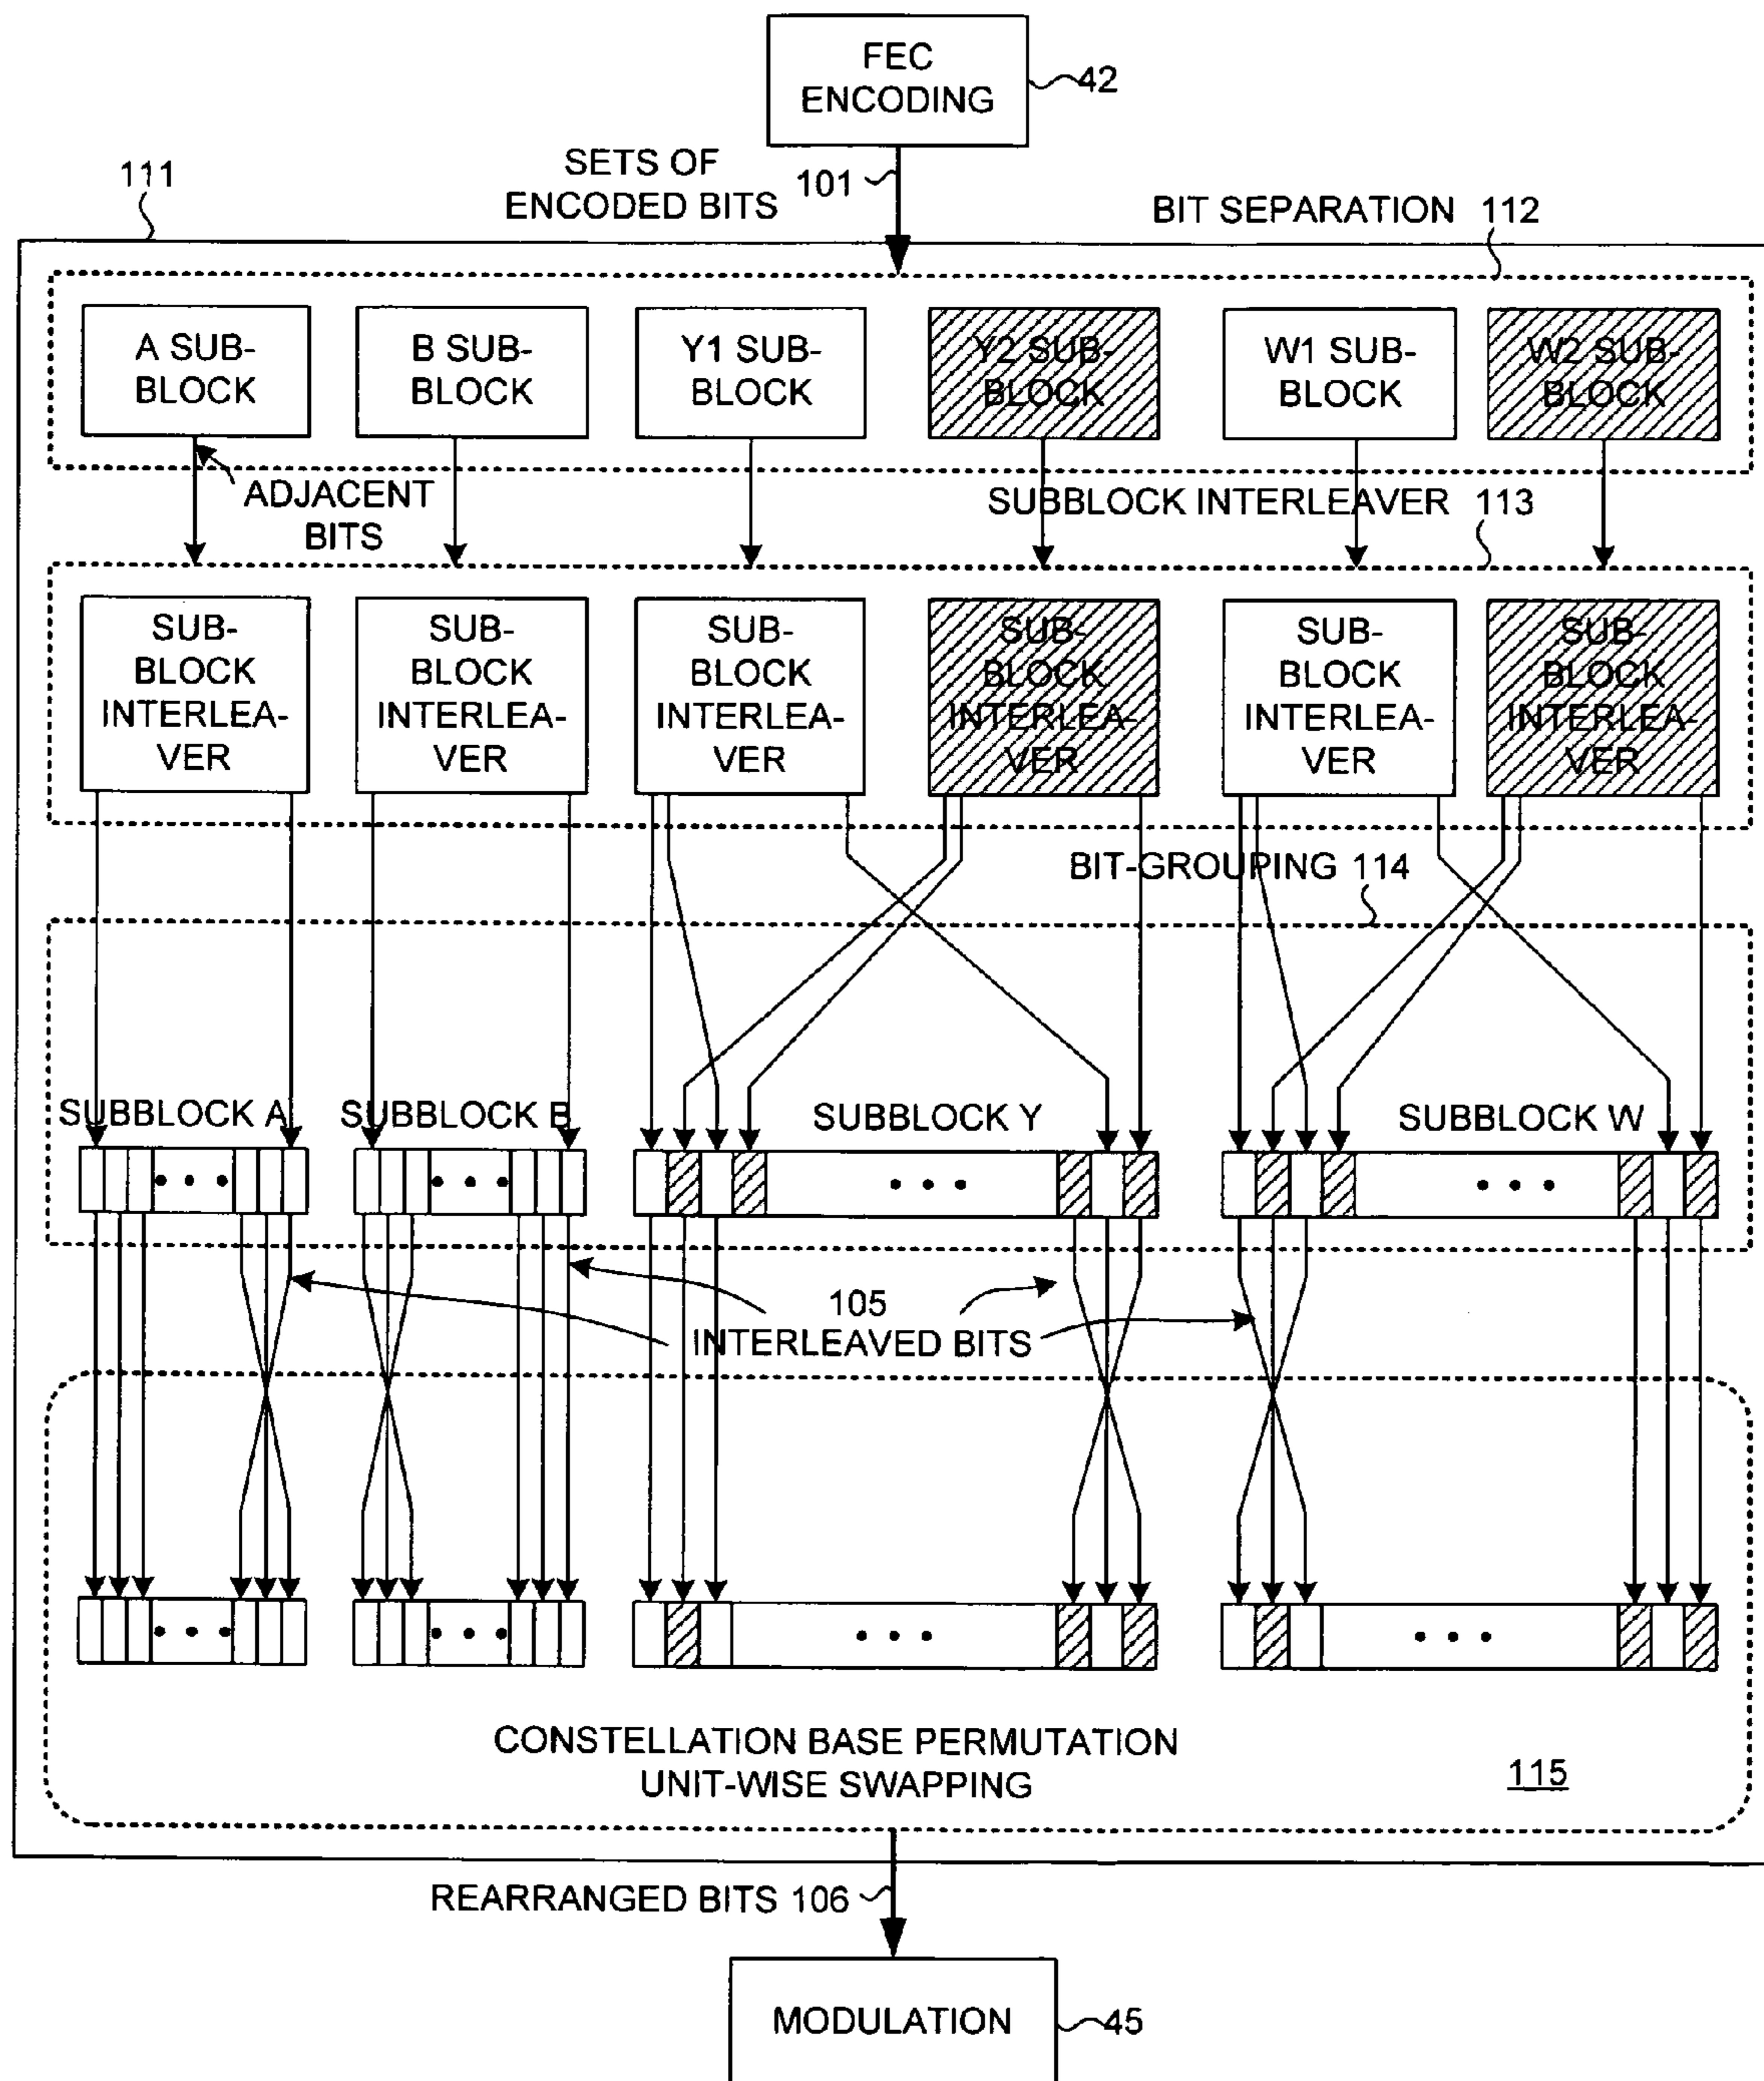 FEC
ENCODING
42
SETS OF
ENCODED BITS
101
111
BIT SEPARATION 112
A SUB-
BLOCK
B SUB-
BLOCK
Y1 SUB-
BLOCK
Y2 SUB-
BLOCK
W1 SUB-
BLOCK
W2 SUB-
BLOCK
ADJACENT
BITS
SUBBLOCK INTERLEAVER 113
SUB-
BLOCK
INTERLEA-
VER
SUB-
BLOCK
INTERLEA-
VER
SUB-
BLOCK
INTERLEA-
VER
SUB-
BLOCK
INTERLEA-
VER
SUB-
BLOCK
INTERLEA-
VER
SUB-
BLOCK
INTERLEA-
VER
BIT-GROUPING 114
SUBBLOCK A
SUBBLOCK B
SUBBLOCK Y
SUBBLOCK W
105
INTERLEAVED BITS
CONSTELLATION BASE PERMUTATION
UNIT-WISE SWAPPING
115
REARRANGED BITS 106
MODULATION
45